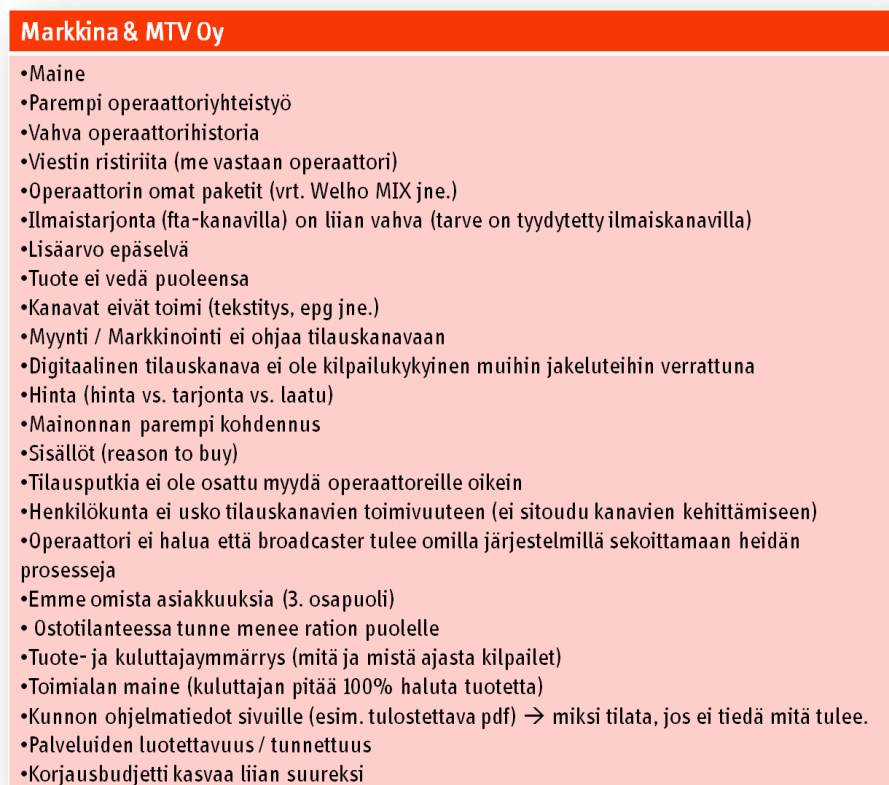 Markkina & MTV Oy
•Maine
•Parempi operaattoriyhteistyö
•Vahva operaattorihistoria
•Viestin ristiriita (me vastaan operaattori)
•Operaattorin omat paketit (vrt. Welho MIX jne.)
•Ilmaistarjonta (fta-kanavilla) on liian vahva (tarve on tyydytetty ilmaiskanavilla)
•Lisäarvo epäselvä
•Tuote ei vedä puoleensa
•Kanavat eivät toimi (tekstitys, epg jne.)
•Myynti / Markkinointi ei ohjaa tilauskanavaan
•Digitaalinen tilauskanava ei ole kilpailukykyinen muihin jakeluteihin verrattuna
•Hinta (hinta vs. tarjonta vs. laatu)
•Mainonnan parempi kohdennus
•Sisällöt (reason to buy)
•Tilausputkia ei ole osattu myydä operaattoreille oikein
•Henkilökunta ei usko tilauskanavien toimivuuteen (ei sitoudu kanavien kehittämiseen)
•Operaattori ei halua että broadcaster tulee omilla järjestelmillä sekoittamaan heidän
prosesseja
•Emme omista asiakkuuksia (3. osapuoli)
• Ostotilanteessa tunne menee ration puolelle
•Tuote- ja kuluttajaymmärrys (mitä ja mistä ajasta kilpailet)
•Toimialan maine (kuluttajan pitää 100% haluta tuotetta)
•Kunnon ohjelmatiedot sivuille (esim. tulostettava pdf) → miksi tilata, jos ei tiedä mitä tulee.
•Palveluiden luotettavuus / tunnettuus
•Korjausbudjetti kasvaa liian suureksi